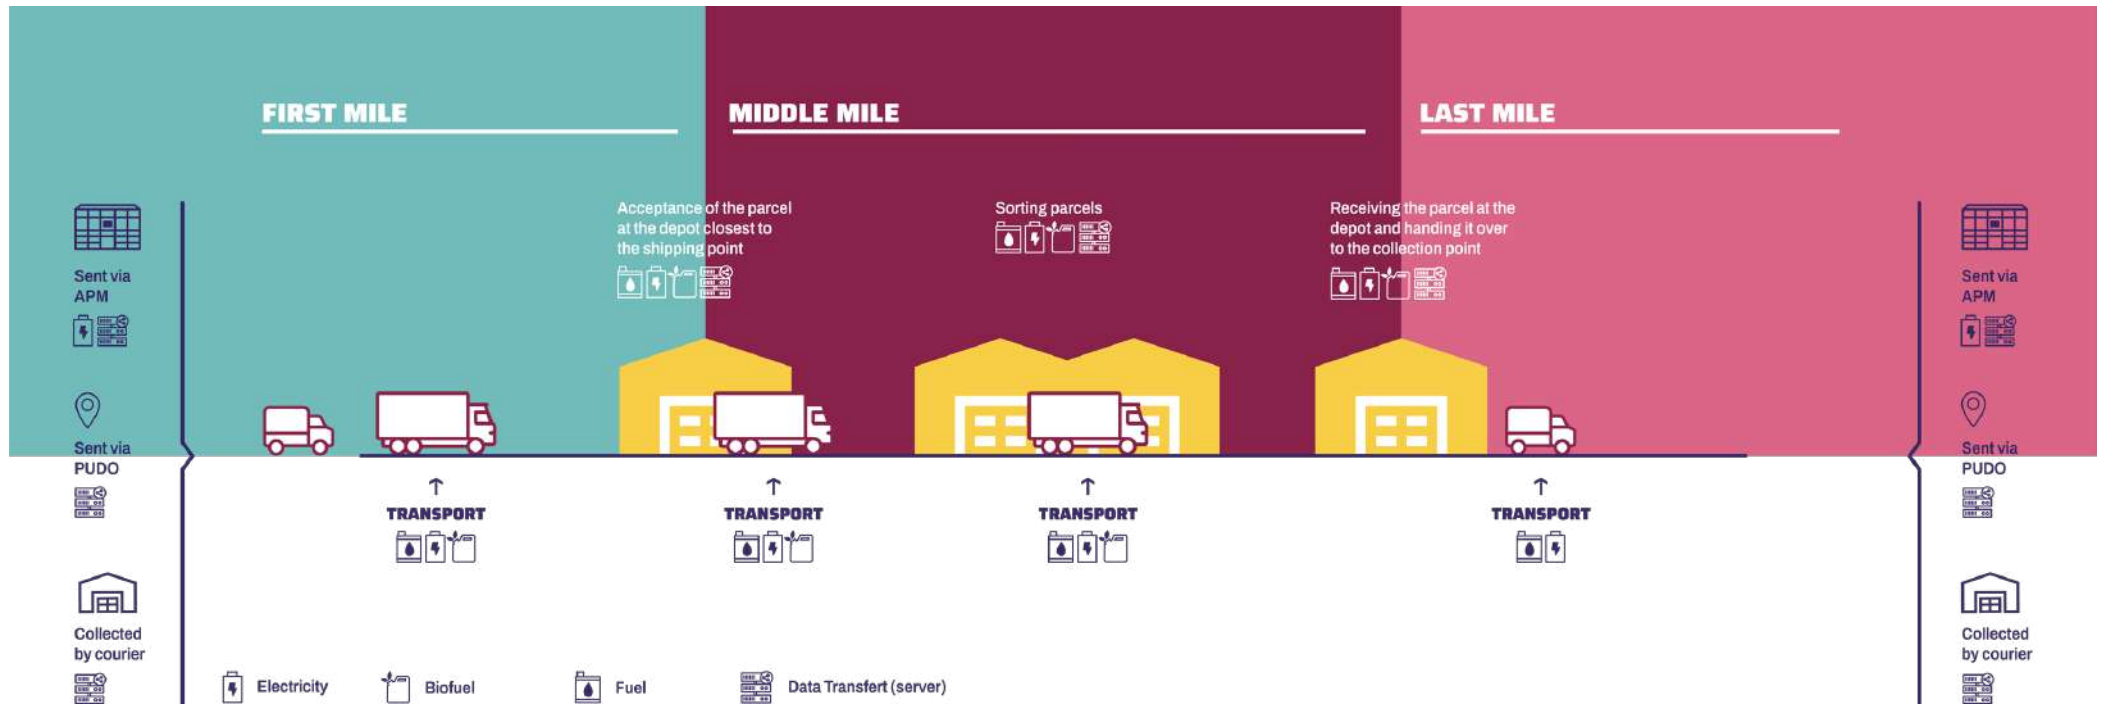 FIRST MILE
MIDDLE MILE
LAST MILE
Sent via
APM
Sent via
PUDO
Collected
by courier
Acceptance of the parcel
at the depot closest to
the shipping point
Sorting parcels
Receiving the parcel at the
depot and handing it over
to the collection point
TRANSPORT
TRANSPORT
TRANSPORT
TRANSPORT
Sent via
APM
Sent via
PUDO
Collected
by courier
Electricity
Biofuel
Fuel
Data Transfert (server)